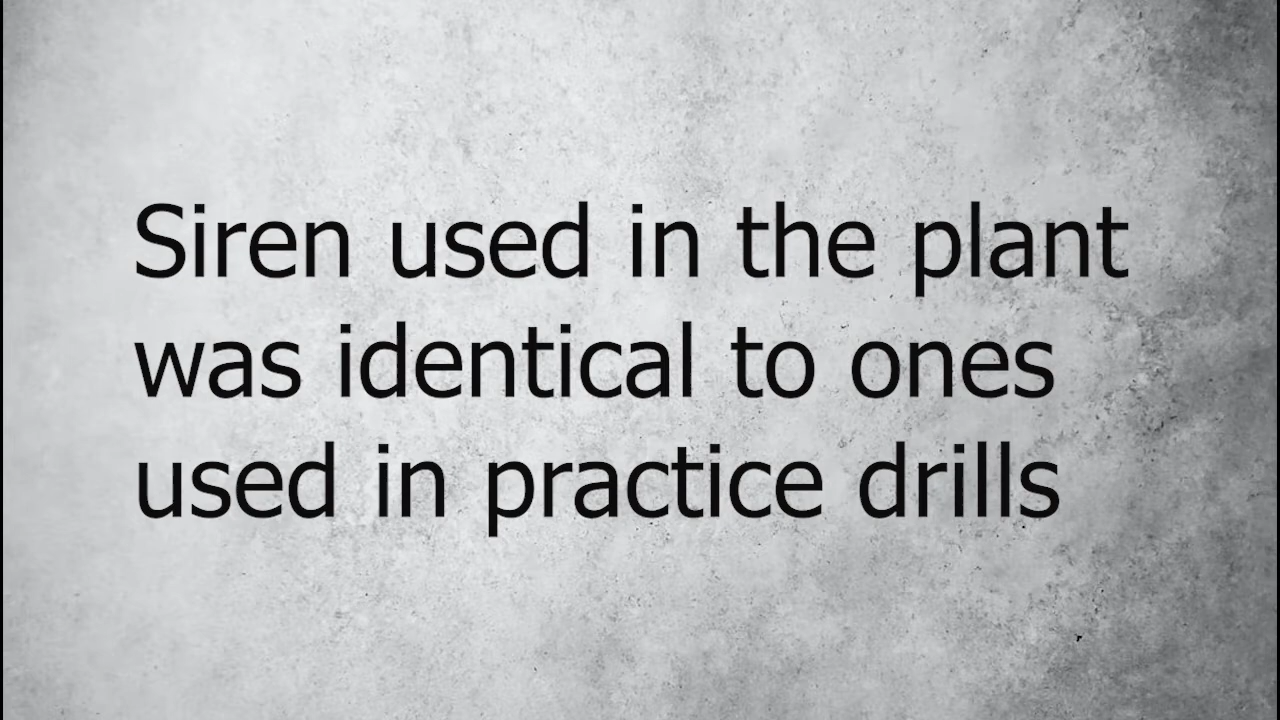 Siren used in the plant
was identical to ones
used in practice drills